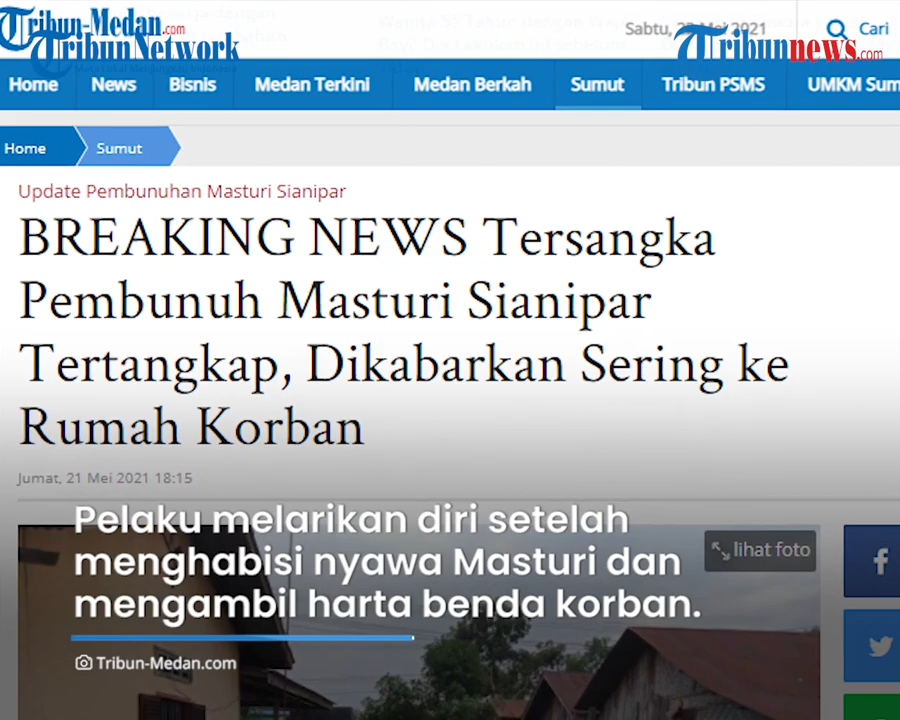 Tribun-Medan.com
Tribun Network
Sabtu, 22 Mei 2021
Cari
Tribunnews.com
Home News Bisnis Medan Terkini Medan Berkah Sumut Tribun PSMS UMKM Sum
Home Sumut
Update Pembunuhan Masturi Sianipar
BREAKING NEWS Tersangka
Pembunuh Masturi Sianipar
Tertangkap, Dikabarkan Sering ke
Rumah Korban
Jumat, 21 Mei 2021 18:15
lihat foto
Pelaku melarikan diri setelah
menghabisi nyawa Masturi dan
mengambil harta benda korban.
Tribun-Medan.com